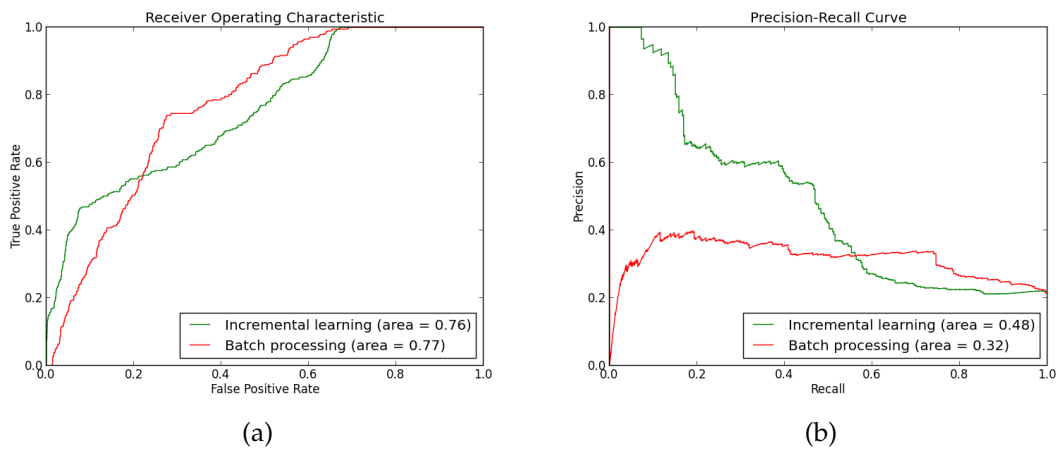 Receiver Operating Characteristic
1.0
0.8
0.6
0.4
0.2
0.0
True Positive Rate
0.0 0.2 0.4 0.6 0.8 1.0
False Positive Rate
Incremental learning (area = 0.76)
Batch processing (area = 0.77)
(a)
Precision-Recall Curve
1.0
0.8
0.6
0.4
0.2
0.0
Precision
0.0 0.2 0.4 0.6 0.8 1.0
Recall
Incremental learning (area = 0.48)
Batch processing (area = 0.32)
(b)